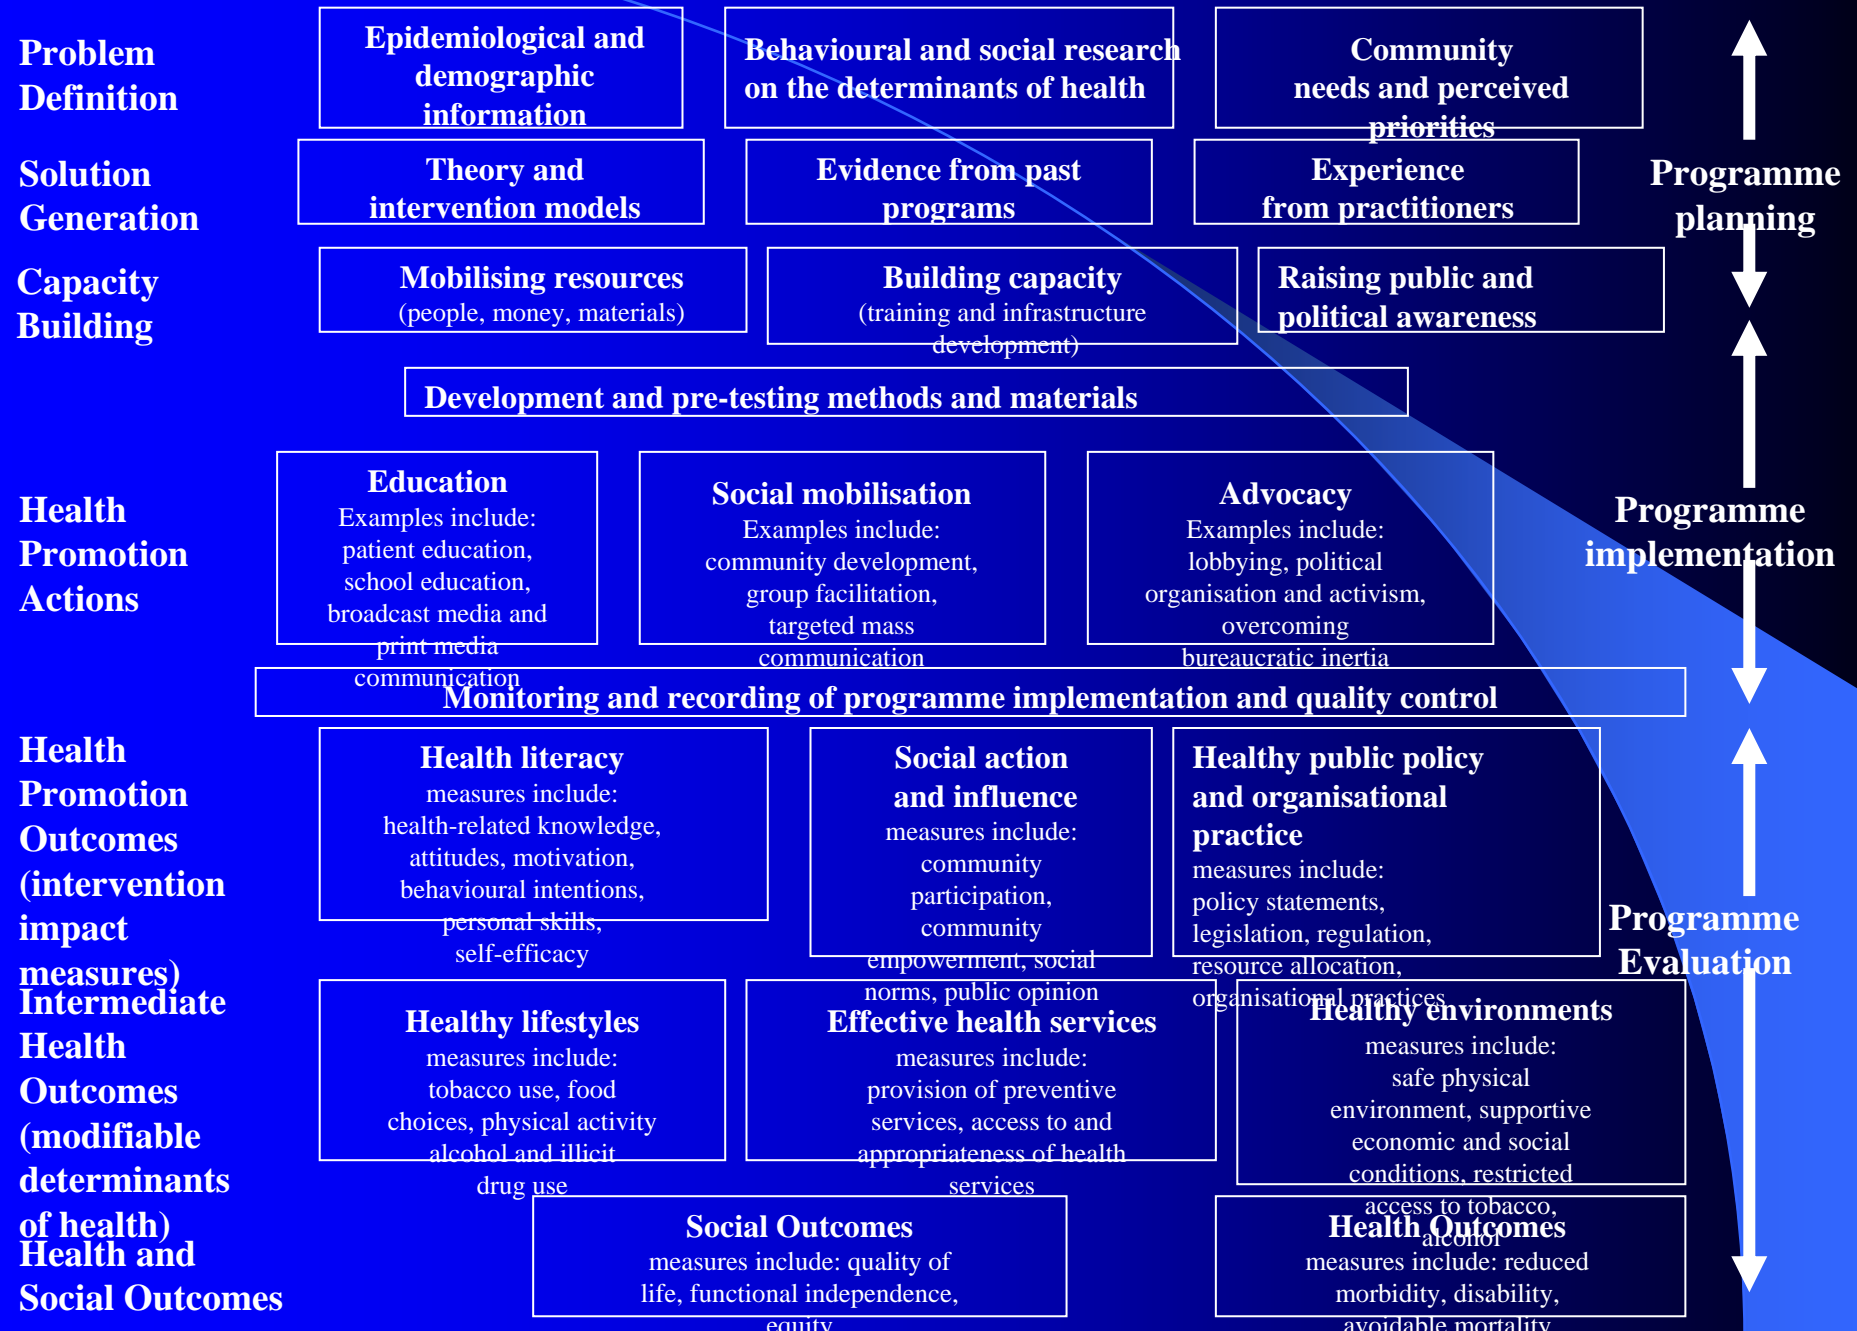 Problem
Definition
Epidemiological and
demographic
information
Behavioural and social research
on the determinants of health
Community
needs and perceived
priorities
Solution
Generation
Theory and
intervention models
Evidence from past
programs
Experience
from practitioners
Programme
planning
Capacity
Building
Mobilising resources
(people, money, materials)
Building capacity
(training and infrastructure
development)
Raising public and
political awareness
Development and pre-testing methods and materials
Health
Promotion
Actions
Education
Examples include:
patient education,
school education,
broadcast media and
print media
communication
Social mobilisation
Examples include:
community development,
group facilitation,
targeted mass
communication
Advocacy
Examples include:
lobbying, political
organisation and activism,
overcoming
bureaucratic inertia
Programme
implementation
Monitoring and recording of programme implementation and quality control
Health
Promotion
Outcomes
(intervention
impact
measures)
Health literacy
measures include:
health-related knowledge,
attitudes, motivation,
behavioural intentions,
personal skills,
self-efficacy
Social action
and influence
measures include:
community
participation,
community
empowerment, social
norms, public opinion
Healthy public policy
and organisational
practice
measures include:
policy statements,
legislation, regulation,
resource allocation,
organisational practices
Programme
Evaluation
Intermediate
Health
Outcomes
(modifiable
determinants
of health)
Healthy lifestyles
measures include:
tobacco use, food
choices, physical activity
alcohol and illicit
drug use
Effective health services
measures include:
provision of preventive
services, access to and
appropriateness of health
services
Healthy environments
measures include:
safe physical
environment, supportive
economic and social
conditions, restricted
access to tobacco,
alcohol
Health and
Social Outcomes
Social Outcomes
measures include: quality of
life, functional independence,
equity
Health Outcomes
measures include: reduced
morbidity, disability,
avoidable mortality